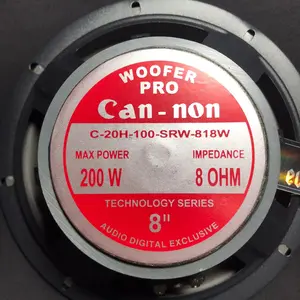 WOOFER
PRO
Can-non
C-20H-100-SRW-818W
MAX POWER IMPEDANCE
200 W 8 OHM
TECHNOLOGY SERIES
8"
AUDIO DIGITAL EXCLUSIVE